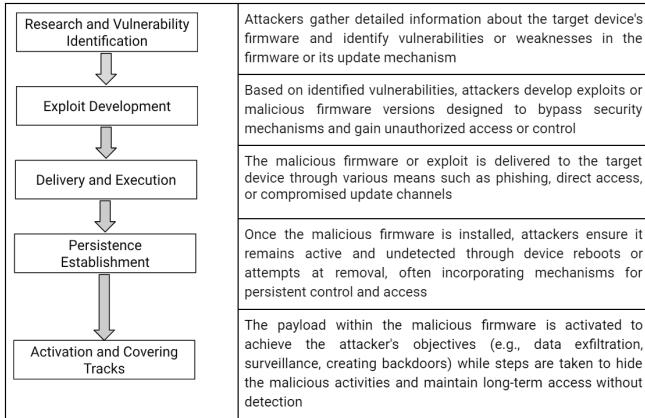 Research and Vulnerability
Identification
Attackers gather detailed information about the target device's
firmware and identify vulnerabilities or weaknesses in the
firmware or its update mechanism
Exploit Development
Based on identified vulnerabilities, attackers develop exploits or
malicious firmware versions designed to bypass security
mechanisms and gain unauthorized access or control
Delivery and Execution
The malicious firmware or exploit is delivered to the target
device through various means such as phishing, direct access,
or compromised update channels
Persistence
Establishment
Once the malicious firmware is installed, attackers ensure it
remains active and undetected through device reboots or
attempts at removal, often incorporating mechanisms for
persistent control and access
Activation and Covering
Tracks
The payload within the malicious firmware is activated to
achieve the attacker's objectives (e.g., data exfiltration,
surveillance, creating backdoors) while steps are taken to hide
the malicious activities and maintain long-term access without
detection